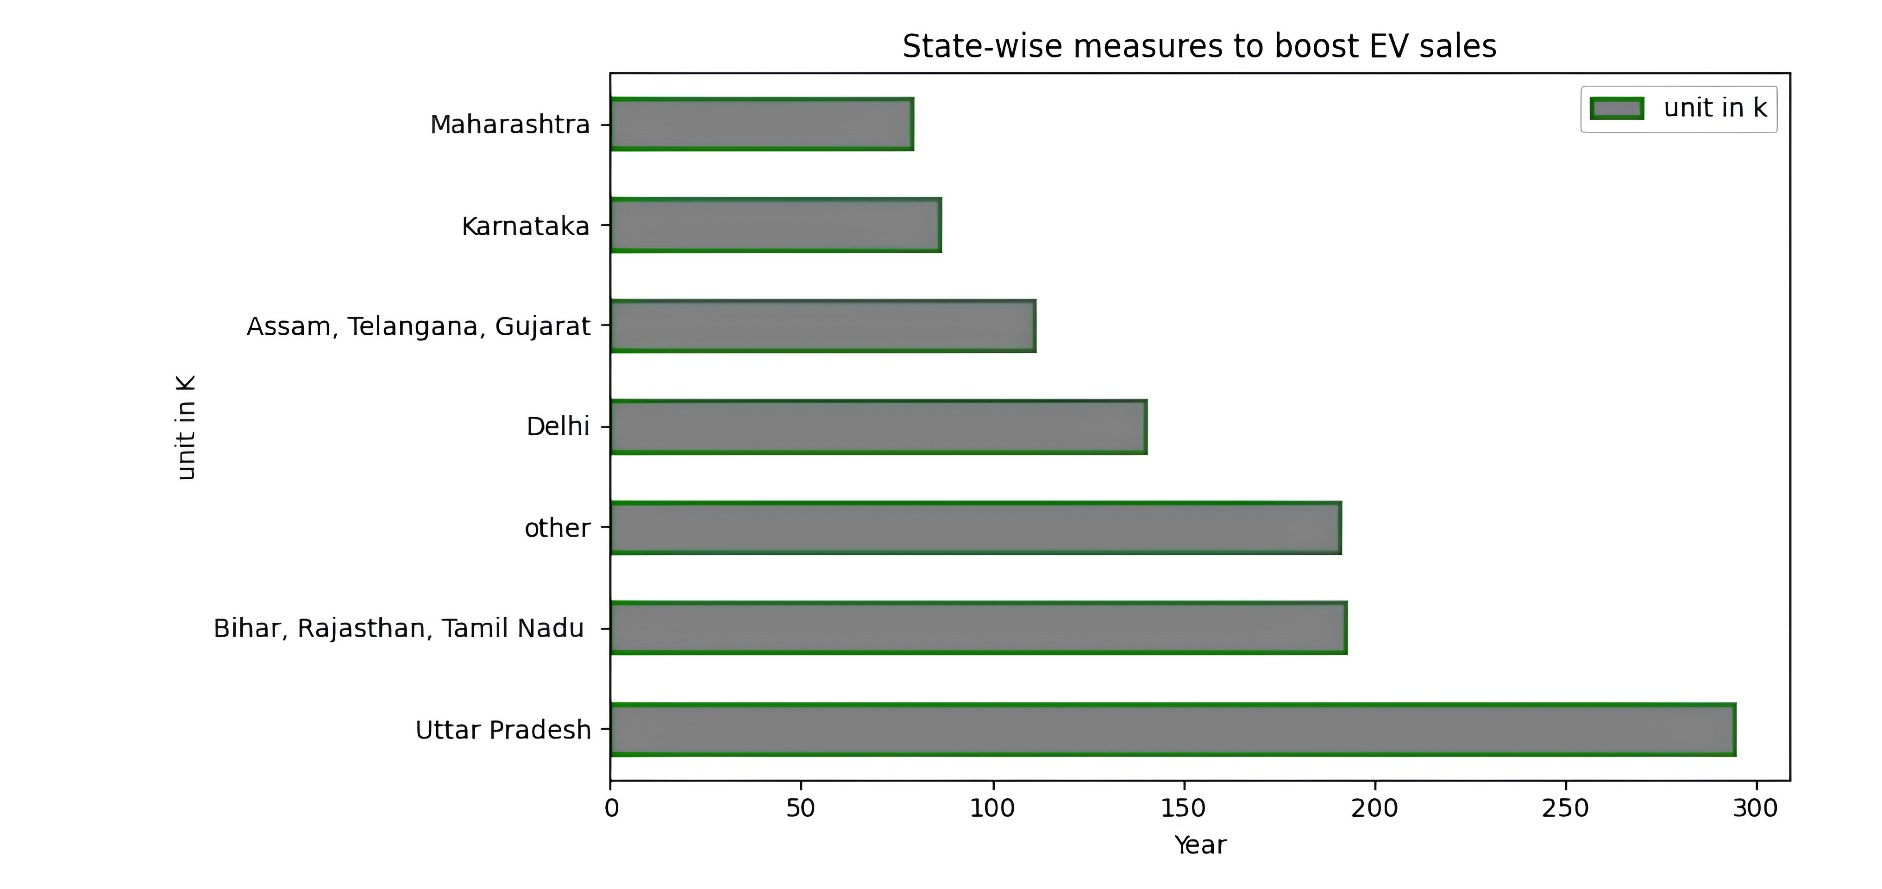 State-wise measures to boost EV sales
unit in k
Maharashtra
Karnataka
Assam, Telangana, Gujarat
Delhi
other
Bihar, Rajasthan, Tamil Nadu
Uttar Pradesh
unit in K
0 50 100 150 200 250 300
Year